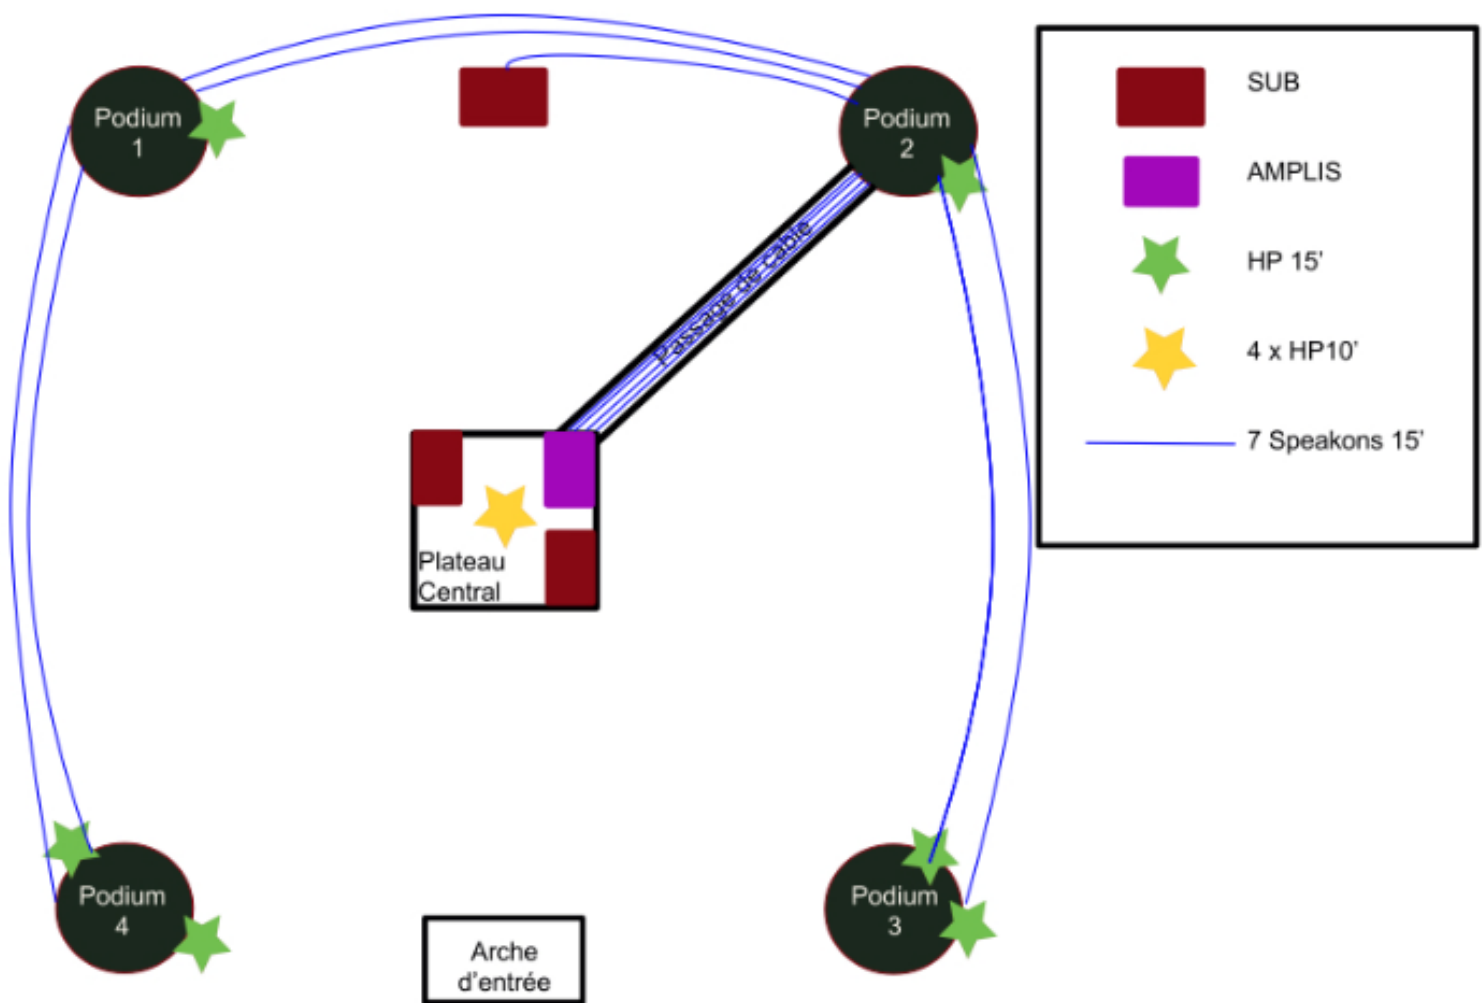 Podium
1
Podium
2
SUB
AMPLIS
HP 15'
4 x HP10'
7 Speakons 15'
Passage de cable
Plateau
Central
Podium
4
Podium
3
Arche
d'entrée